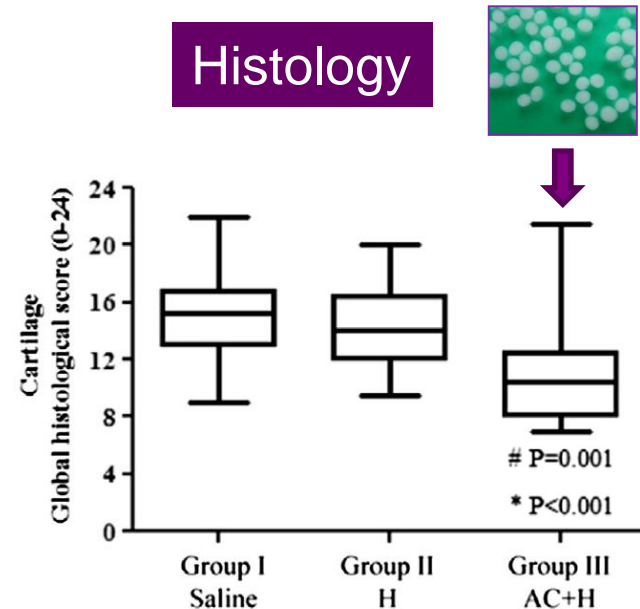 Histology
Cartilage
Global histological score (0-24)
24
20
16
12
8
4
0
# P=0.001
* P<0.001
Group I
Saline
Group II
H
Group III
AC+H